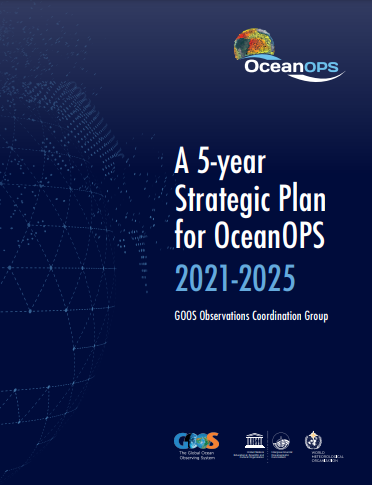 OceanOPS
A 5-year
Strategic Plan
for OceanOPS
2021-2025
GOOS Observations Coordination Group
GOOS
The Global Ocean
Observing System
WORLD
METEOROLOGICAL
ORGANIZATION